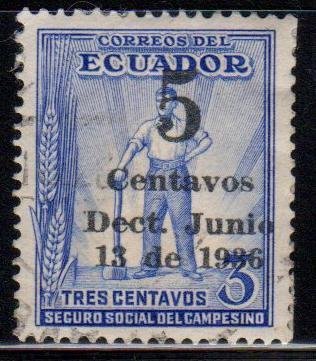 CORREOS DEL
ECUADOR
5
Centavos
Dect. Junio
13 de 1936
3
TRES CENTAVOS
SEGURO SOCIAL DEL CAMPESINO